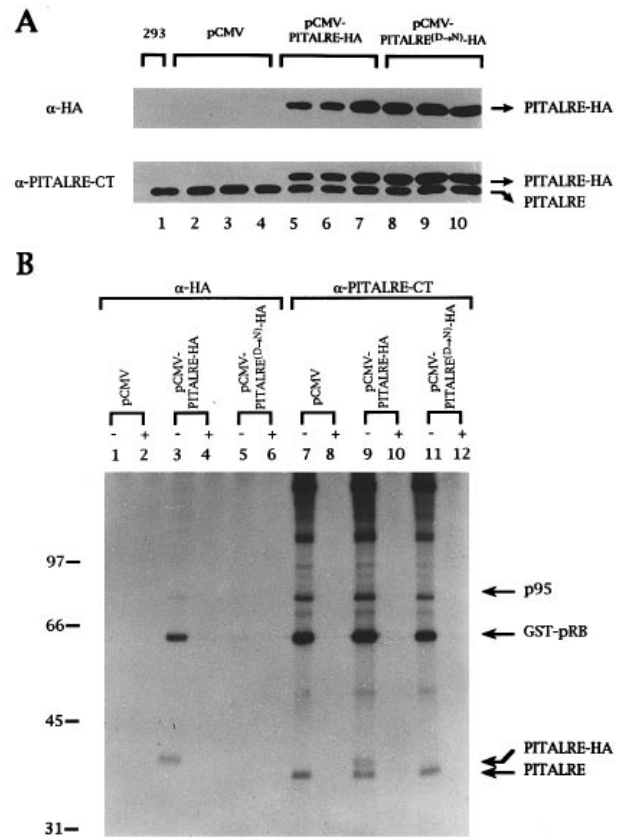 A
293
pCMV
pCMV-
PITALRE-HA
pCMV-
PITALRE(D→N)-HA
α-HA
PITALRE-HA
α-PITALRE-CT
PITALRE-HA
PITALRE
1 2 3 4 5 6 7 8 9 10
B
α-HA α-PITALRE-CT
pCMV
pCMV-
PITALRE-HA
pCMV-
PITALRE(D→N)-HA
pCMV
pCMV-
PITALRE-HA
pCMV-
PITALRE(D→N)-HA
- + - + - + - + - + - +
1 2 3 4 5 6 7 8 9 10 11 12
97
p95
66
GST-pRB
45
PITALRE-HA
PITALRE
31